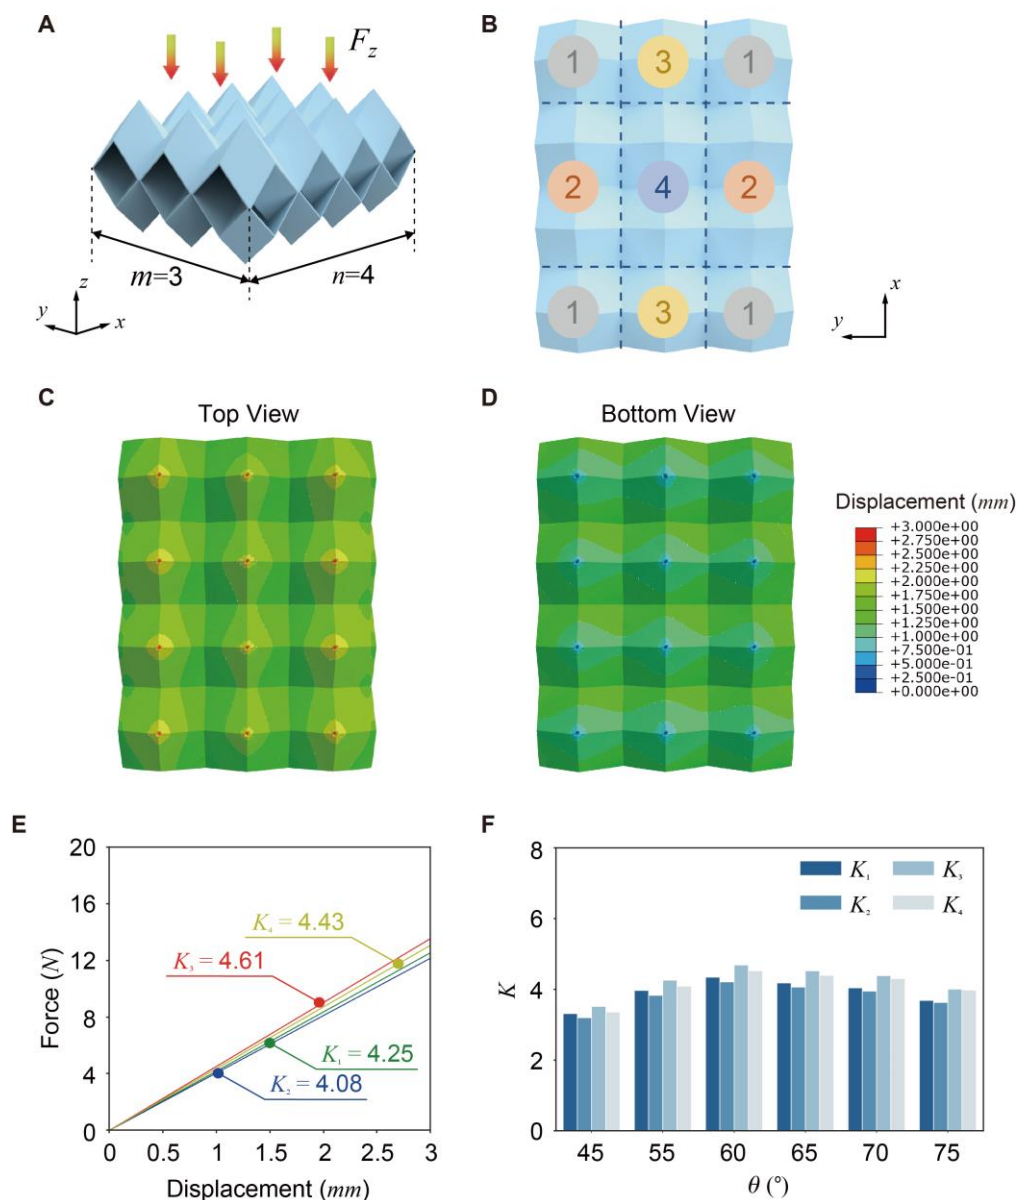 A
F_z
m=3
n=4
z
y
x
B
1 3 1
2 4 2
1 3 1
x
y
C
Top View
D
Bottom View
Displacement (mm)
+3.000e+00
+2.750e+00
+2.500e+00
+2.250e+00
+2.000e+00
+1.750e+00
+1.500e+00
+1.250e+00
+1.000e+00
+7.500e-01
+5.000e-01
+2.500e-01
+0.000e+00
E
20
16
12
8
4
0
Force (N)
K₄ = 4.43
K₃ = 4.61
K₁ = 4.25
K₂ = 4.08
0 0.5 1 1.5 2 2.5 3
Displacement (mm)
F
8
6
4
2
0
K
K₁ K₃
K₂ K₄
45 55 60 65 70 75
θ (°)